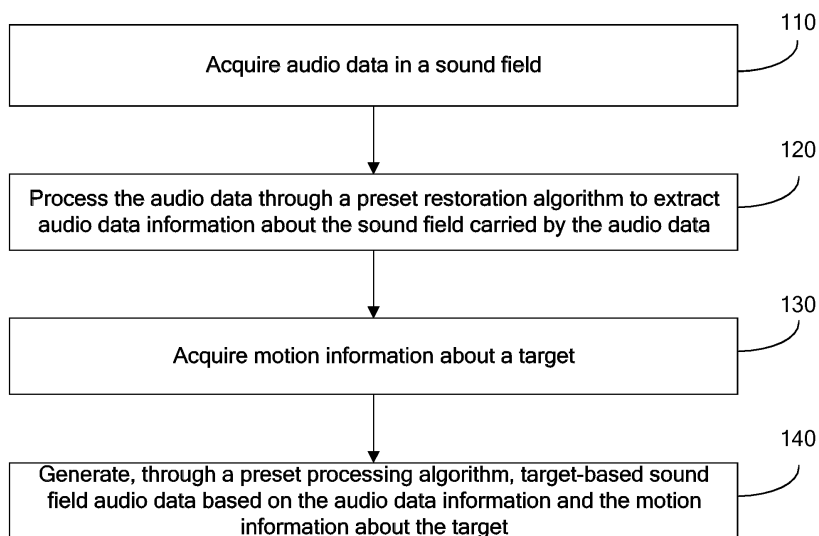 110
Acquire audio data in a sound field
120
Process the audio data through a preset restoration algorithm to extract
audio data information about the sound field carried by the audio data
130
Acquire motion information about a target
140
Generate, through a preset processing algorithm, target-based sound
field audio data based on the audio data information and the motion
information about the target